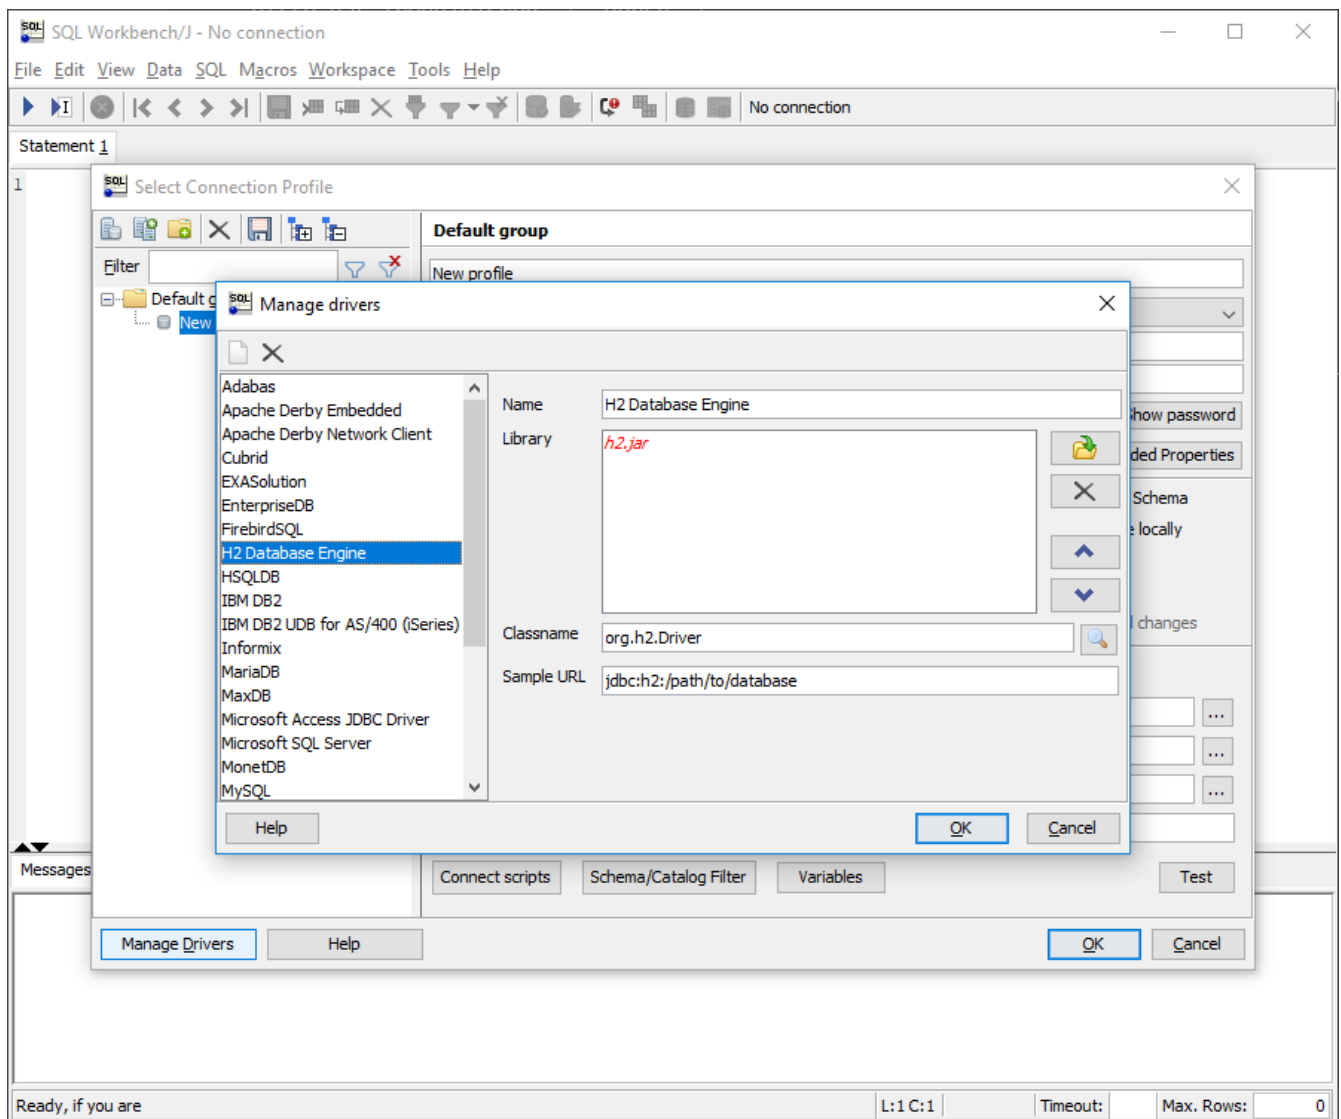 SQL Workbench/J - No connection
File Edit View Data SQL Macros Workspace Tools Help
No connection
Statement 1
1
Select Connection Profile
Default group
Filter
New profile
Default g
New
Manage drivers
Adabas
Apache Derby Embedded
Apache Derby Network Client
Cubrid
EXASolution
EnterpriseDB
FirebirdSQL
H2 Database Engine
HSQLDB
IBM DB2
IBM DB2 UDB for AS/400 (iSeries)
Informix
MariaDB
MaxDB
Microsoft Access JDBC Driver
Microsoft SQL Server
MonetDB
MySQL
Name H2 Database Engine
Library h2.jar
Classname org.h2.Driver
Sample URL jdbc:h2:/path/to/database
Help OK Cancel
how password
ded Properties
Schema
e locally
l changes
...
...
...
Connect scripts Schema/Catalog Filter Variables Test
Manage Drivers Help OK Cancel
Messages
Ready, if you are L:1 C:1 Timeout: Max. Rows: 0